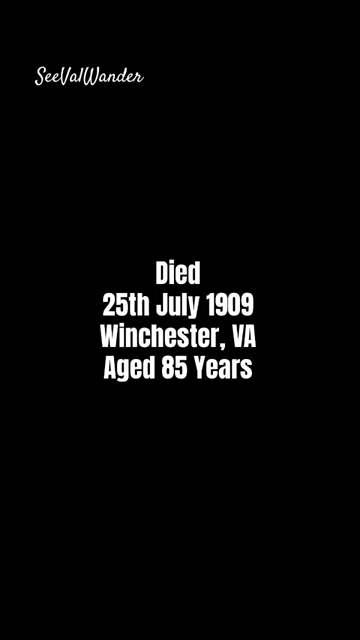 SeeValWander
Died
25th July 1909
Winchester, VA
Aged 85 Years